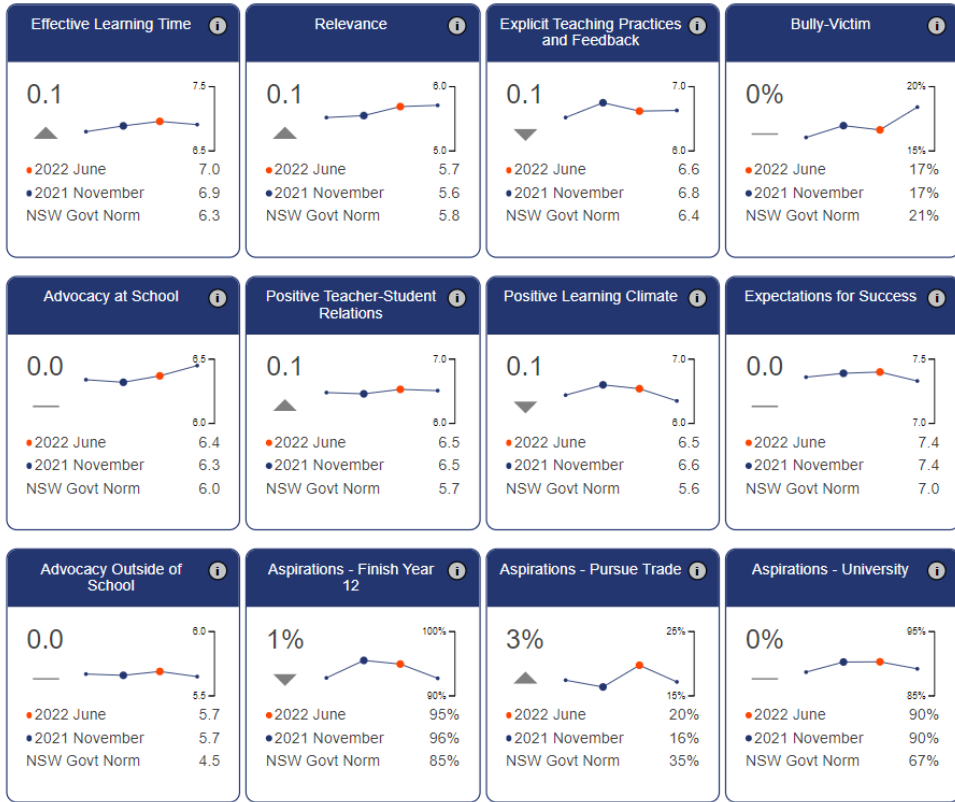 Effective Learning Time i
0.1
7.5
6.5
2022 June 7.0
2021 November 6.9
NSW Govt Norm 6.3
Relevance i
0.1
6.0
5.0
2022 June 5.7
2021 November 5.6
NSW Govt Norm 5.8
Explicit Teaching Practices i
and Feedback
0.1
7.0
6.0
2022 June 6.6
2021 November 6.8
NSW Govt Norm 6.4
Bully-Victim i
0%
20%
15%
2022 June 17%
2021 November 17%
NSW Govt Norm 21%
Advocacy at School i
0.0
6.5
6.0
2022 June 6.4
2021 November 6.3
NSW Govt Norm 6.0
Positive Teacher-Student i
Relations
0.1
7.0
6.0
2022 June 6.5
2021 November 6.5
NSW Govt Norm 5.7
Positive Learning Climate i
0.1
7.0
6.0
2022 June 6.5
2021 November 6.6
NSW Govt Norm 5.6
Expectations for Success i
0.0
7.5
7.0
2022 June 7.4
2021 November 7.4
NSW Govt Norm 7.0
Advocacy Outside of i
School
0.0
6.0
5.5
2022 June 5.7
2021 November 5.7
NSW Govt Norm 4.5
Aspirations - Finish Year i
12
1%
100%
90%
2022 June 95%
2021 November 96%
NSW Govt Norm 85%
Aspirations - Pursue Trade i
3%
25%
15%
2022 June 20%
2021 November 16%
NSW Govt Norm 35%
Aspirations - University i
0%
95%
85%
2022 June 90%
2021 November 90%
NSW Govt Norm 67%